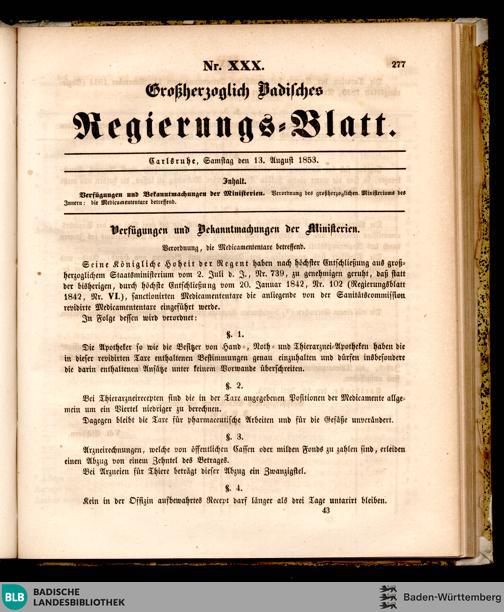 Nr. XXX. 277
Großherzoglich Badisches
Regierungs-Blatt.
Carlsruhe, Samstag den 13. August 1853.
Inhalt.
Verfügungen und Bekanntmachungen der Ministerien. Verordnung des großherzoglichen Ministeriums des
Innern: die Medicamententare betreffend.
Verfügungen und Bekanntmachungen der Ministerien.
Verordnung, die Medicamententare betreffend.
Seine Königliche Hoheit der Regent haben nach höchster Entschließung aus groß-
herzoglichem Staatsministerium vom 2. Juli d. J., Nr. 739, zu genehmigen geruht, daß statt
der bisherigen, durch höchste Entschließung vom 20. Januar 1842, Nr. 102 (Regierungsblatt
1842, Nr. VI.), sanctionirten Medicamententare die anliegende von der Sanitätscommission
revidirte Medicamententare eingeführt werde.
In Folge dessen wird verordnet:
§. 1.
Die Apotheker so wie die Besitzer von Hand-, Noth- und Thierarznei-Apotheken haben die
in dieser revidirten Taxe enthaltenen Bestimmungen genau einzuhalten und dürfen insbesondere
die darin enthaltenen Ansätze unter keinem Vorwande überschreiten.
§. 2.
Bei Thierarzneirecepten sind die in der Taxe angegebenen Positionen der Medicamente allge-
mein um ein Viertel niedriger zu berechnen.
Dagegen bleibt die Taxe für pharmaceutische Arbeiten und für die Gefäße unverändert.
§. 3.
Arzneirechnungen, welche von öffentlichen Cassen oder milden Fonds zu zahlen sind, erleiden
einen Abzug von einem Zehntel des Betrages.
Bei Arzneien für Thiere beträgt dieser Abzug ein Zwanzigstel.
§. 4.
Kein in der Offizin aufbewahrtes Recept darf länger als drei Tage untarirt bleiben.
43
BLB BADISCHE
LANDESBIBLIOTHEK
Baden-Württemberg